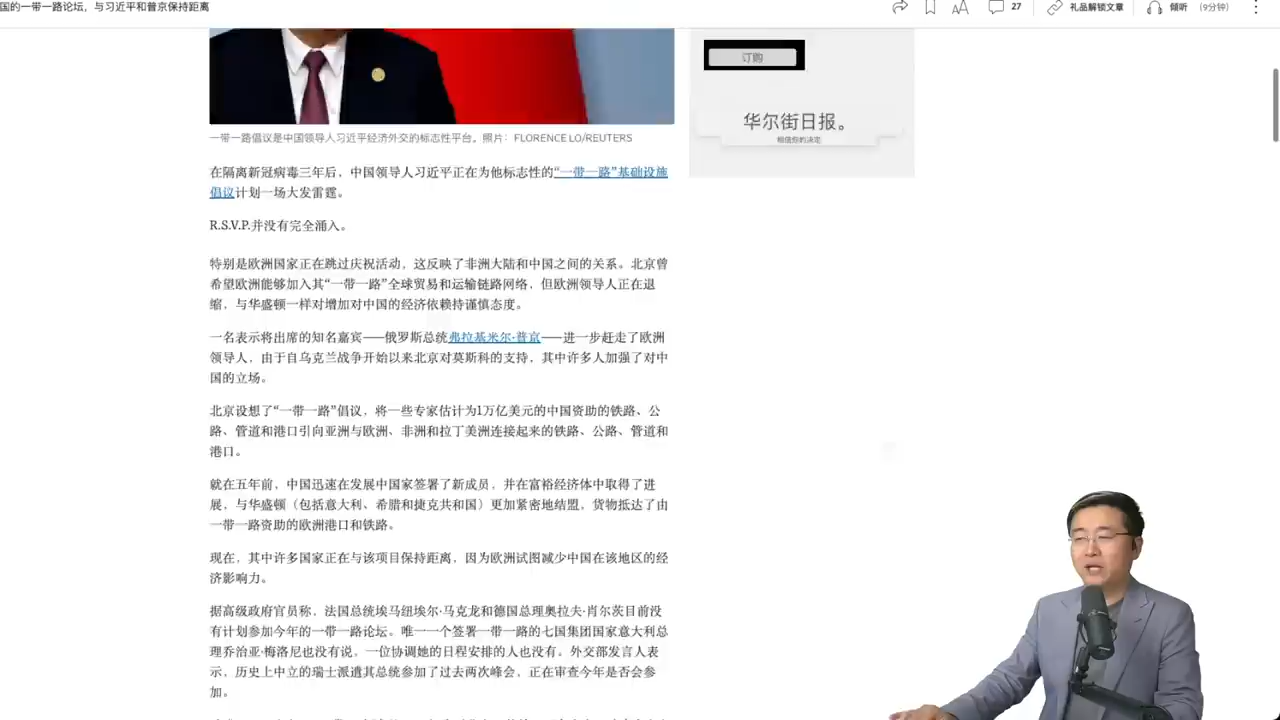 国的一带一路论坛，与习近平和普京保持距离
27
礼品解锁文章
倾听
(9分钟)
订购
华尔街日报。
相信你的决定
一带一路倡议是中国领导人习近平经济外交的标志性平台。照片：FLORENCE LO/REUTERS
在隔离新冠病毒三年后，中国领导人习近平正在为他标志性的“一带一路”基础设施
倡议计划一场大发雷霆。
R.S.V.P.并没有完全涌入。
特别是欧洲国家正在跳过庆祝活动，这反映了非洲大陆和中国之间的关系。北京曾
希望欧洲能够加入其“一带一路”全球贸易和运输链路网络，但欧洲领导人正在退
缩，与华盛顿一样对增加对中国的经济依赖持谨慎态度。
一名表示将出席的知名嘉宾——俄罗斯总统弗拉基米尔·普京——进一步赶走了欧洲
领导人，由于自乌克兰战争开始以来北京对莫斯科的支持，其中许多人加强了对中
国的立场。
北京设想了“一带一路”倡议，将一些专家估计为1万亿美元的中国资助的铁路、公
路、管道和港口引向亚洲与欧洲、非洲和拉丁美洲连接起来的铁路、公路、管道和
港口。
就在五年前，中国迅速在发展中国家签署了新成员，并在富裕经济体中取得了进
展，与华盛顿（包括意大利、希腊和捷克共和国）更加紧密地结盟，货物抵达了由
一带一路资助的欧洲港口和铁路。
现在，其中许多国家正在与该项目保持距离，因为欧洲试图减少中国在该地区的经
济影响力。
据高级政府官员称，法国总统埃马纽埃尔·马克龙和德国总理奥拉夫·肖尔茨目前没
有计划参加今年的一带一路论坛。唯一一个签署一带一路的七国集团国家意大利总
理乔治亚·梅洛尼也没有说，一位协调她的日程安排的人也没有。外交部发言人表
示，历史上中立的瑞士派遣其总统参加了过去两次峰会，正在审查今年是否会参
加。